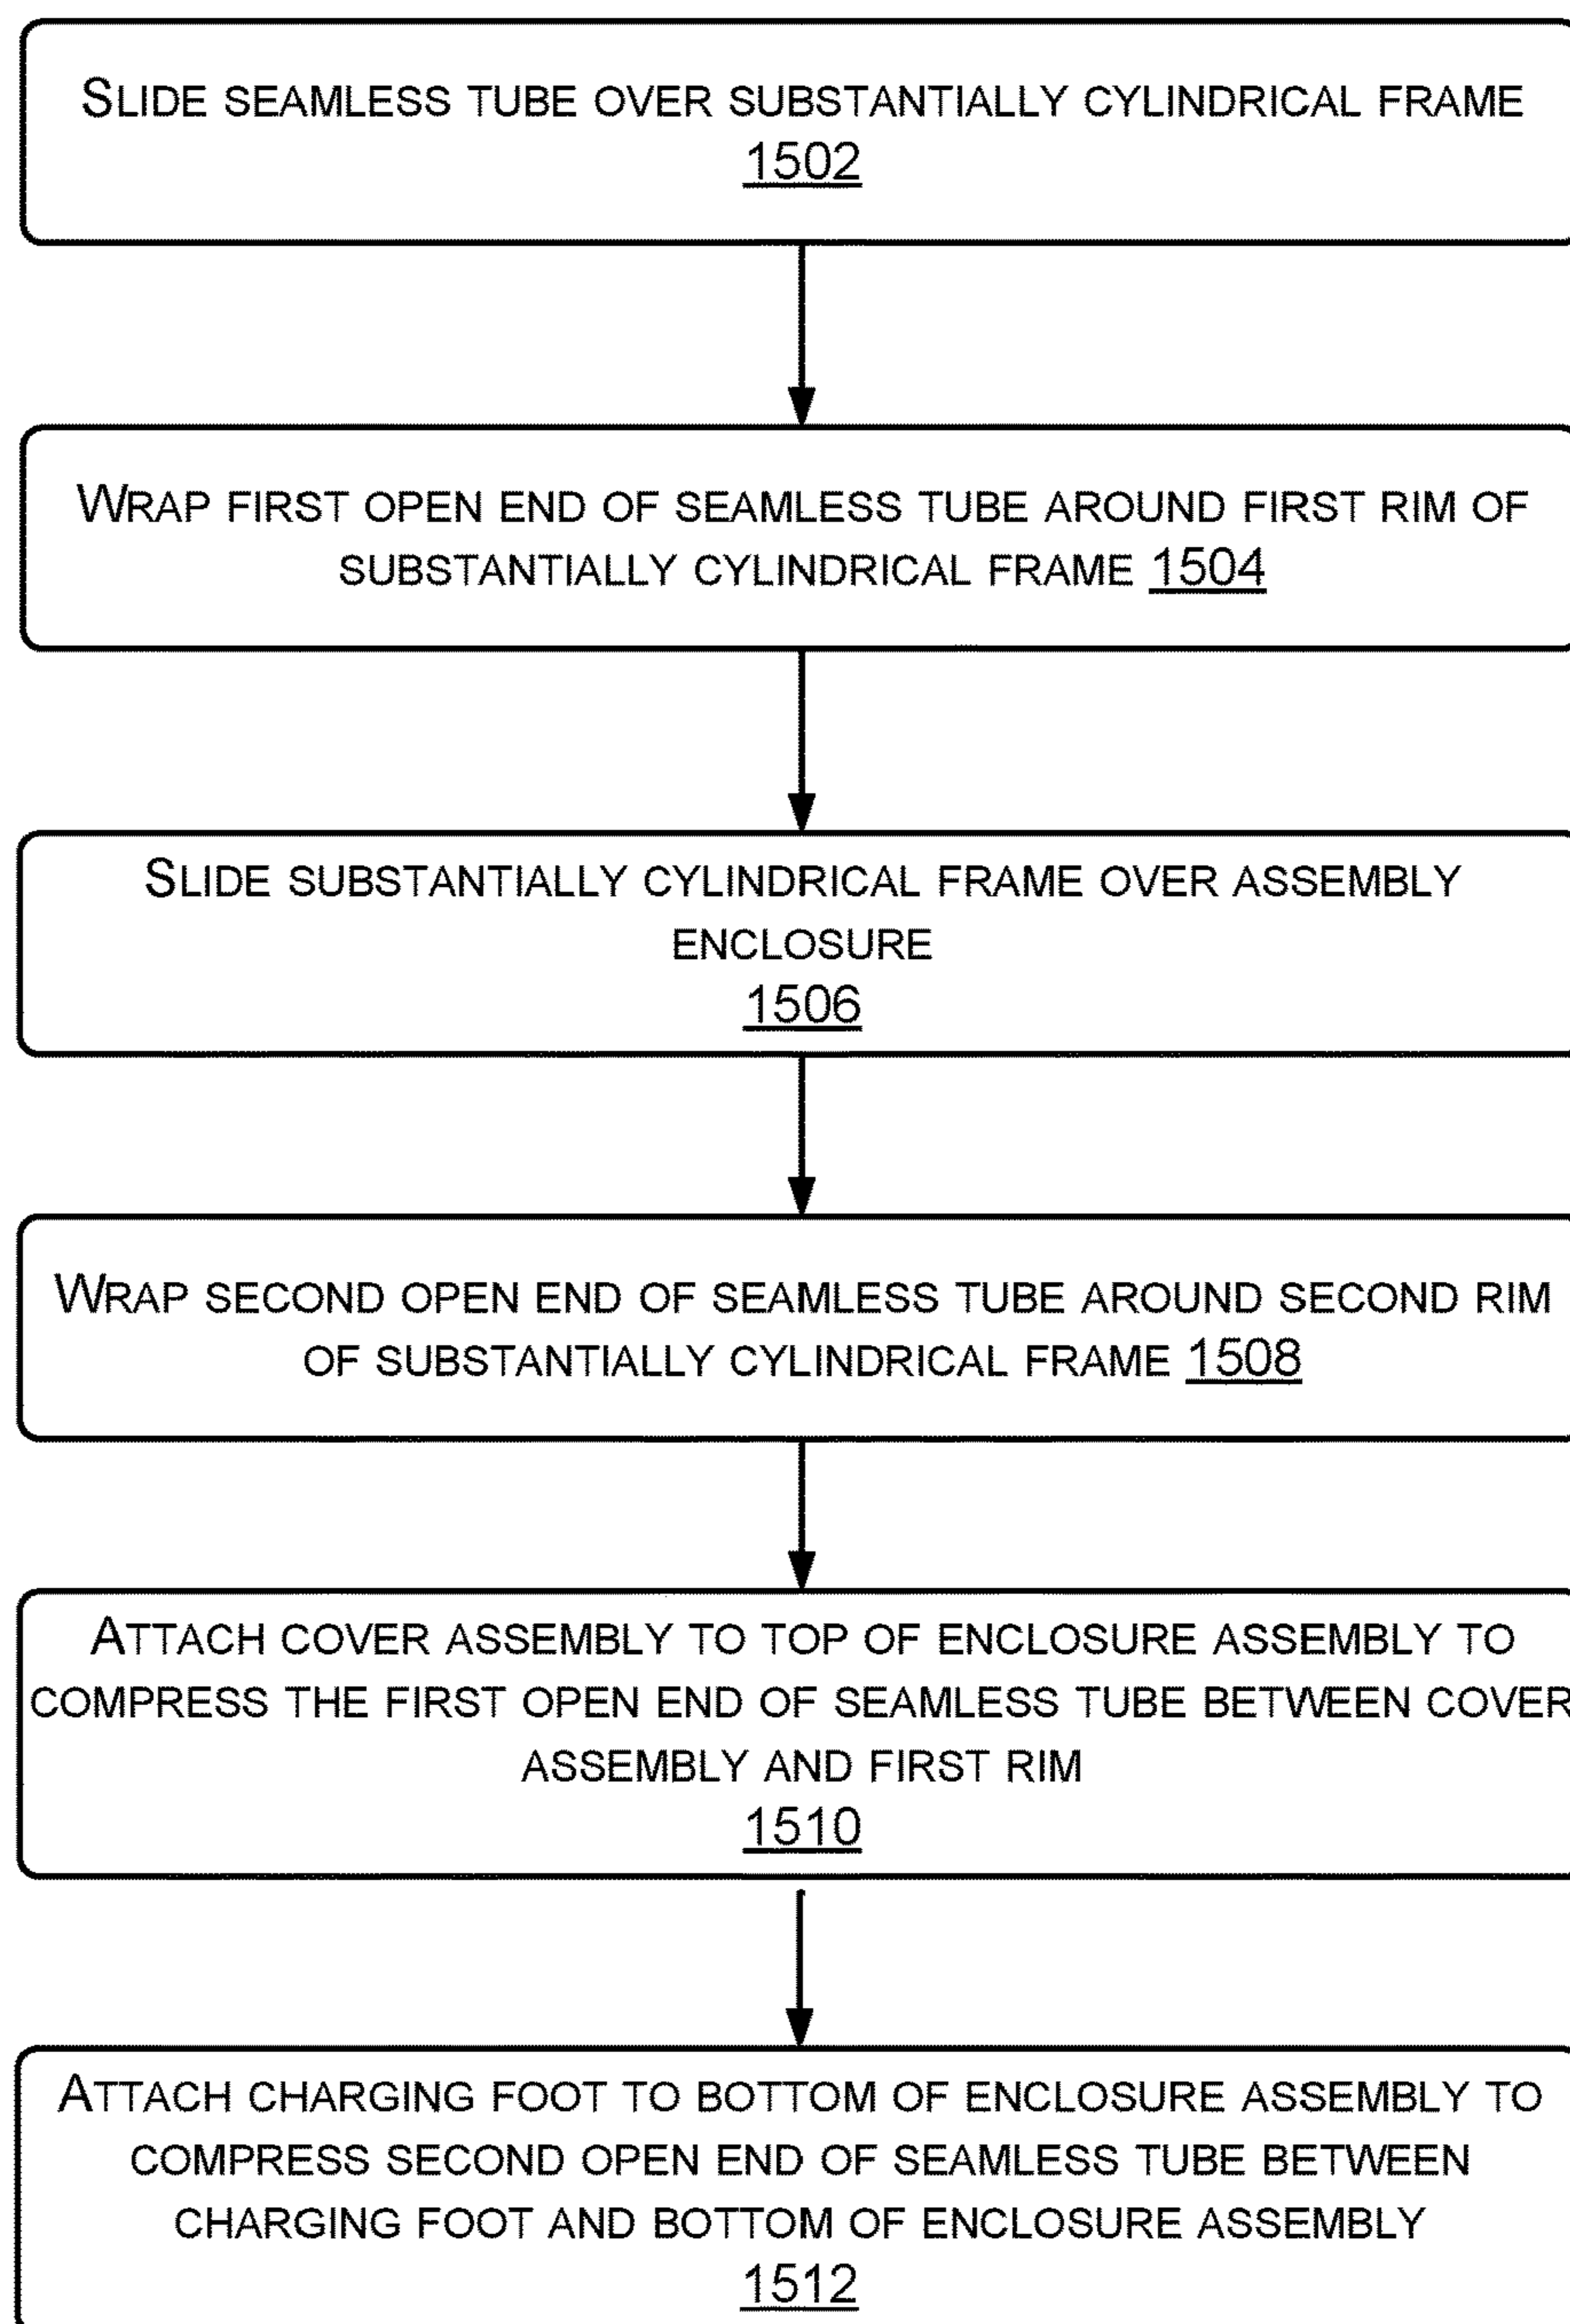 SLIDE SEAMLESS TUBE OVER SUBSTANTIALLY CYLINDRICAL FRAME
1502
WRAP FIRST OPEN END OF SEAMLESS TUBE AROUND FIRST RIM OF
SUBSTANTIALLY CYLINDRICAL FRAME 1504
SLIDE SUBSTANTIALLY CYLINDRICAL FRAME OVER ASSEMBLY
ENCLOSURE
1506
WRAP SECOND OPEN END OF SEAMLESS TUBE AROUND SECOND RIM
OF SUBSTANTIALLY CYLINDRICAL FRAME 1508
ATTACH COVER ASSEMBLY TO TOP OF ENCLOSURE ASSEMBLY TO
COMPRESS THE FIRST OPEN END OF SEAMLESS TUBE BETWEEN COVER
ASSEMBLY AND FIRST RIM
1510
ATTACH CHARGING FOOT TO BOTTOM OF ENCLOSURE ASSEMBLY TO
COMPRESS SECOND OPEN END OF SEAMLESS TUBE BETWEEN
CHARGING FOOT AND BOTTOM OF ENCLOSURE ASSEMBLY
1512